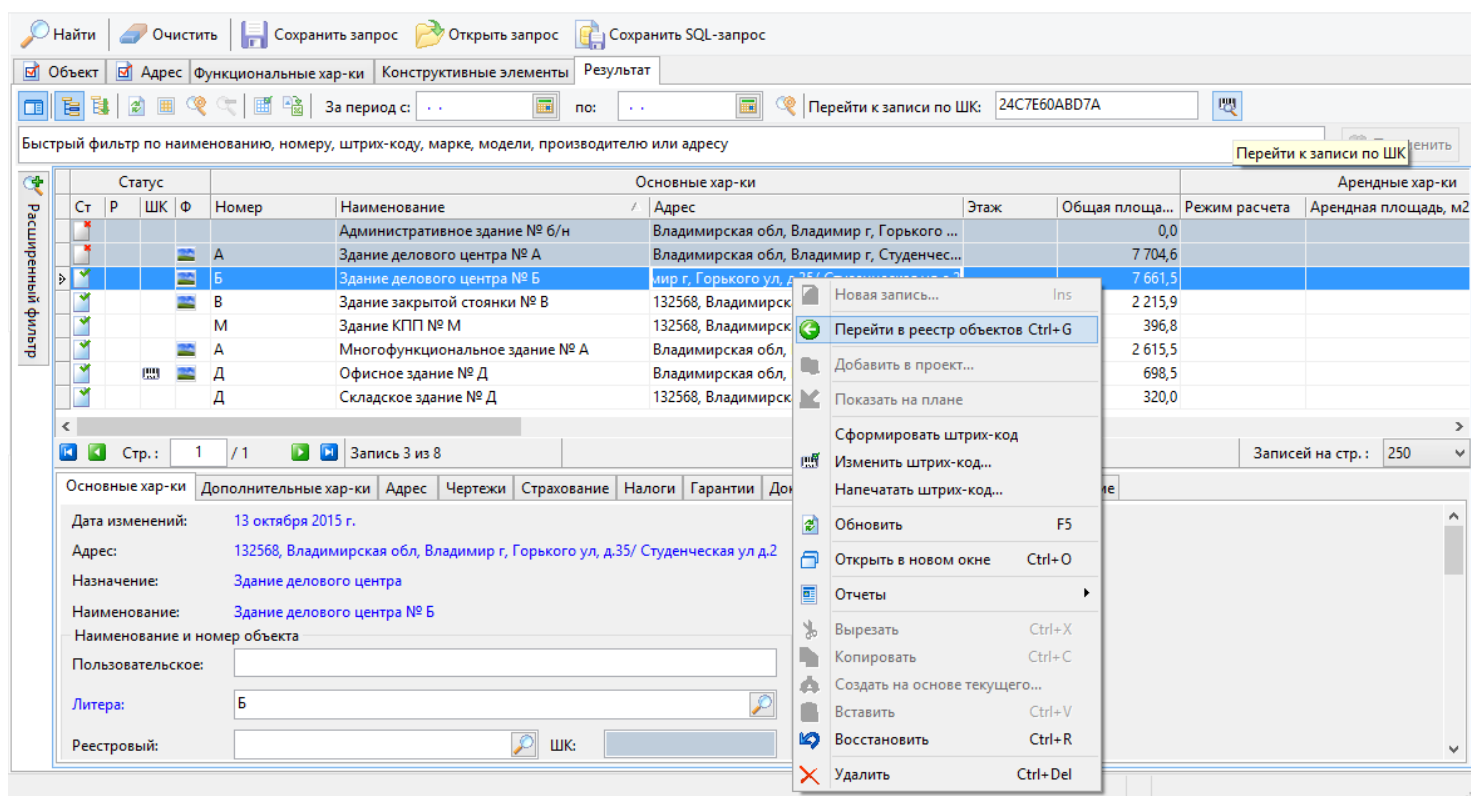 Найти Очистить Сохранить запрос Открыть запрос Сохранить SQL-запрос
Объект Адрес Функциональные хар-ки Конструктивные элементы Результат
За период с: . . по: . . Перейти к записи по ШК: 24C7E60ABD7A
Быстрый фильтр по наименованию, номеру, штрих-коду, марке, модели, производителю или адресу
Перейти к записи по ШК
Расширенный фильтр
Статус Основные хар-ки Арендные хар-ки
Ст Р ШК Ф Номер Наименование Адрес Этаж Общая площа... Режим расчета Арендная площадь, м2
Административное здание № б/н Владимирская обл, Владимир г, Горького ... 0,0
А Здание делового центра № А Владимирская обл, Владимир г, Студенчес... 7 704,6
Б Здание делового центра № Б мир г, Горького ул, 7 661,5
В Здание закрытой стоянки № В 132568, Владимирск 2 215,9
М Здание КПП № М 132568, Владимирск 396,8
А Многофункциональное здание № А Владимирская обл, 2 615,5
Д Офисное здание № Д Владимирская обл, 698,5
Д Складское здание № Д 132568, Владимирск 320,0
Стр. : 1 / 1 Запись 3 из 8 Записей на стр. : 250
Основные хар-ки Дополнительные хар-ки Адрес Чертежи Страхование Налоги Гарантии
Дата изменений: 13 октября 2015 г.
Адрес: 132568, Владимирская обл, Владимир г, Горького ул, д.35/ Студенческая ул д.2
Назначение: Здание делового центра
Наименование: Здание делового центра № Б
Наименование и номер объекта
Пользовательское:
Литера: Б
Реестровый: ШК:
Новая запись... Ins
Перейти в реестр объектов Ctrl+G
Добавить в проект...
Показать на плане
Сформировать штрих-код
Изменить штрих-код...
Напечатать штрих-код...
Обновить F5
Открыть в новом окне Ctrl+O
Отчеты
Вырезать Ctrl+X
Копировать Ctrl+C
Создать на основе текущего...
Вставить Ctrl+V
Восстановить Ctrl+R
Удалить Ctrl+Del